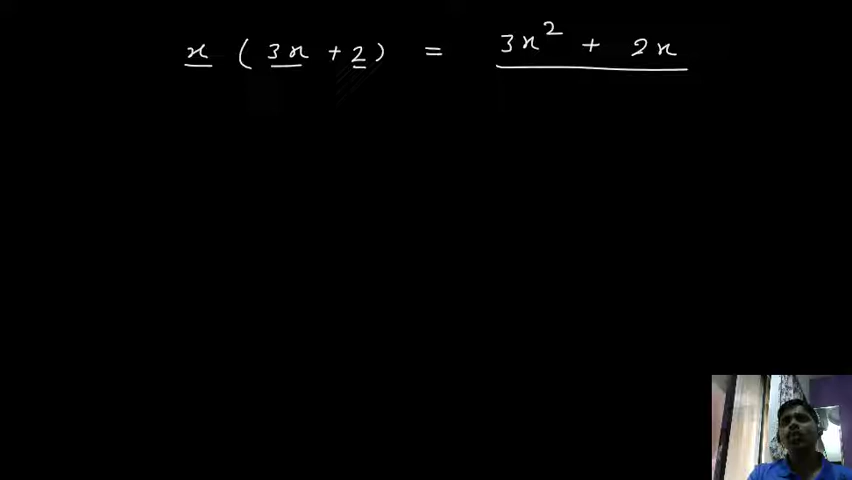 x (3x + 2) = 3x² + 2x